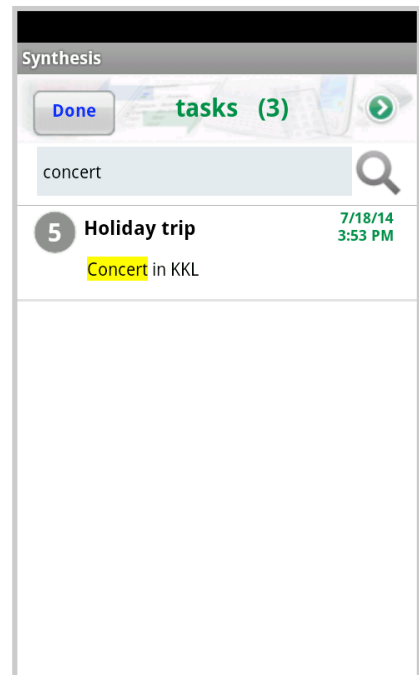 Synthesis
Done
tasks (3)
concert
5
Holiday trip
7/18/14
3:53 PM
Concert in KKL